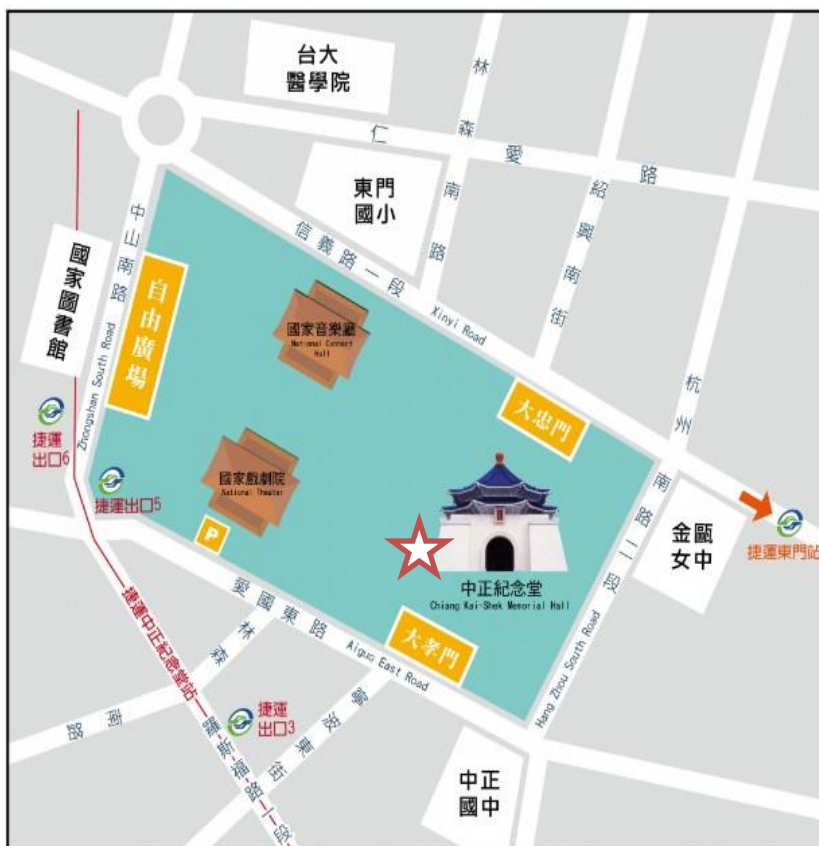 台大
醫學院
林森南路
仁愛路
東門
國小
紹興南街
中山南路
Zhongshan South Road
信義路一段
Xinyi Road
國家圖書館
自由廣場
國家音樂廳
National Concert
Hall
大忠門
杭州南路二段
Hang Zhou South Road
捷運
出口6
捷運出口5
國家戲劇院
National Theater
P
金甌
女中
捷運東門站
中正紀念堂
Chiang Kai-Shek Memorial Hall
愛國東路
Aiguo East Road
大孝門
捷運中正紀念堂站
林森南路
捷運
出口3
寧波東街
羅斯福路一段
中正
國中